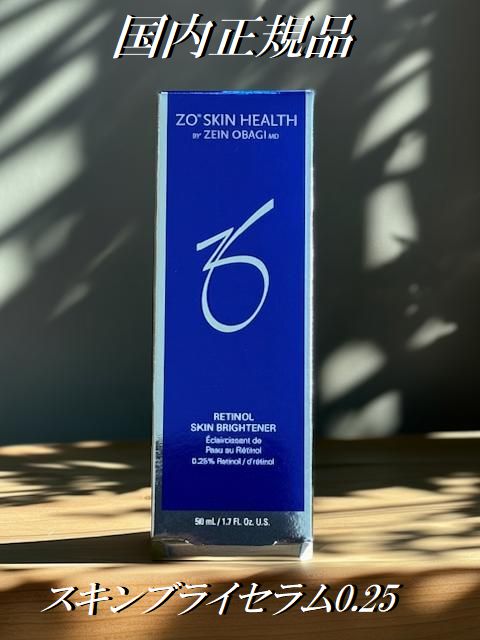 国内正規品
ZO® SKIN HEALTH
BY ZEIN OBAGI MD
RETINOL
SKIN BRIGHTENER
Éclaircissant de
Peau au Rétinol
0.25% Retinol / d'rétinol
50 mL / 1.7 Fl. Oz. U.S.
スキンブライセラム0.25